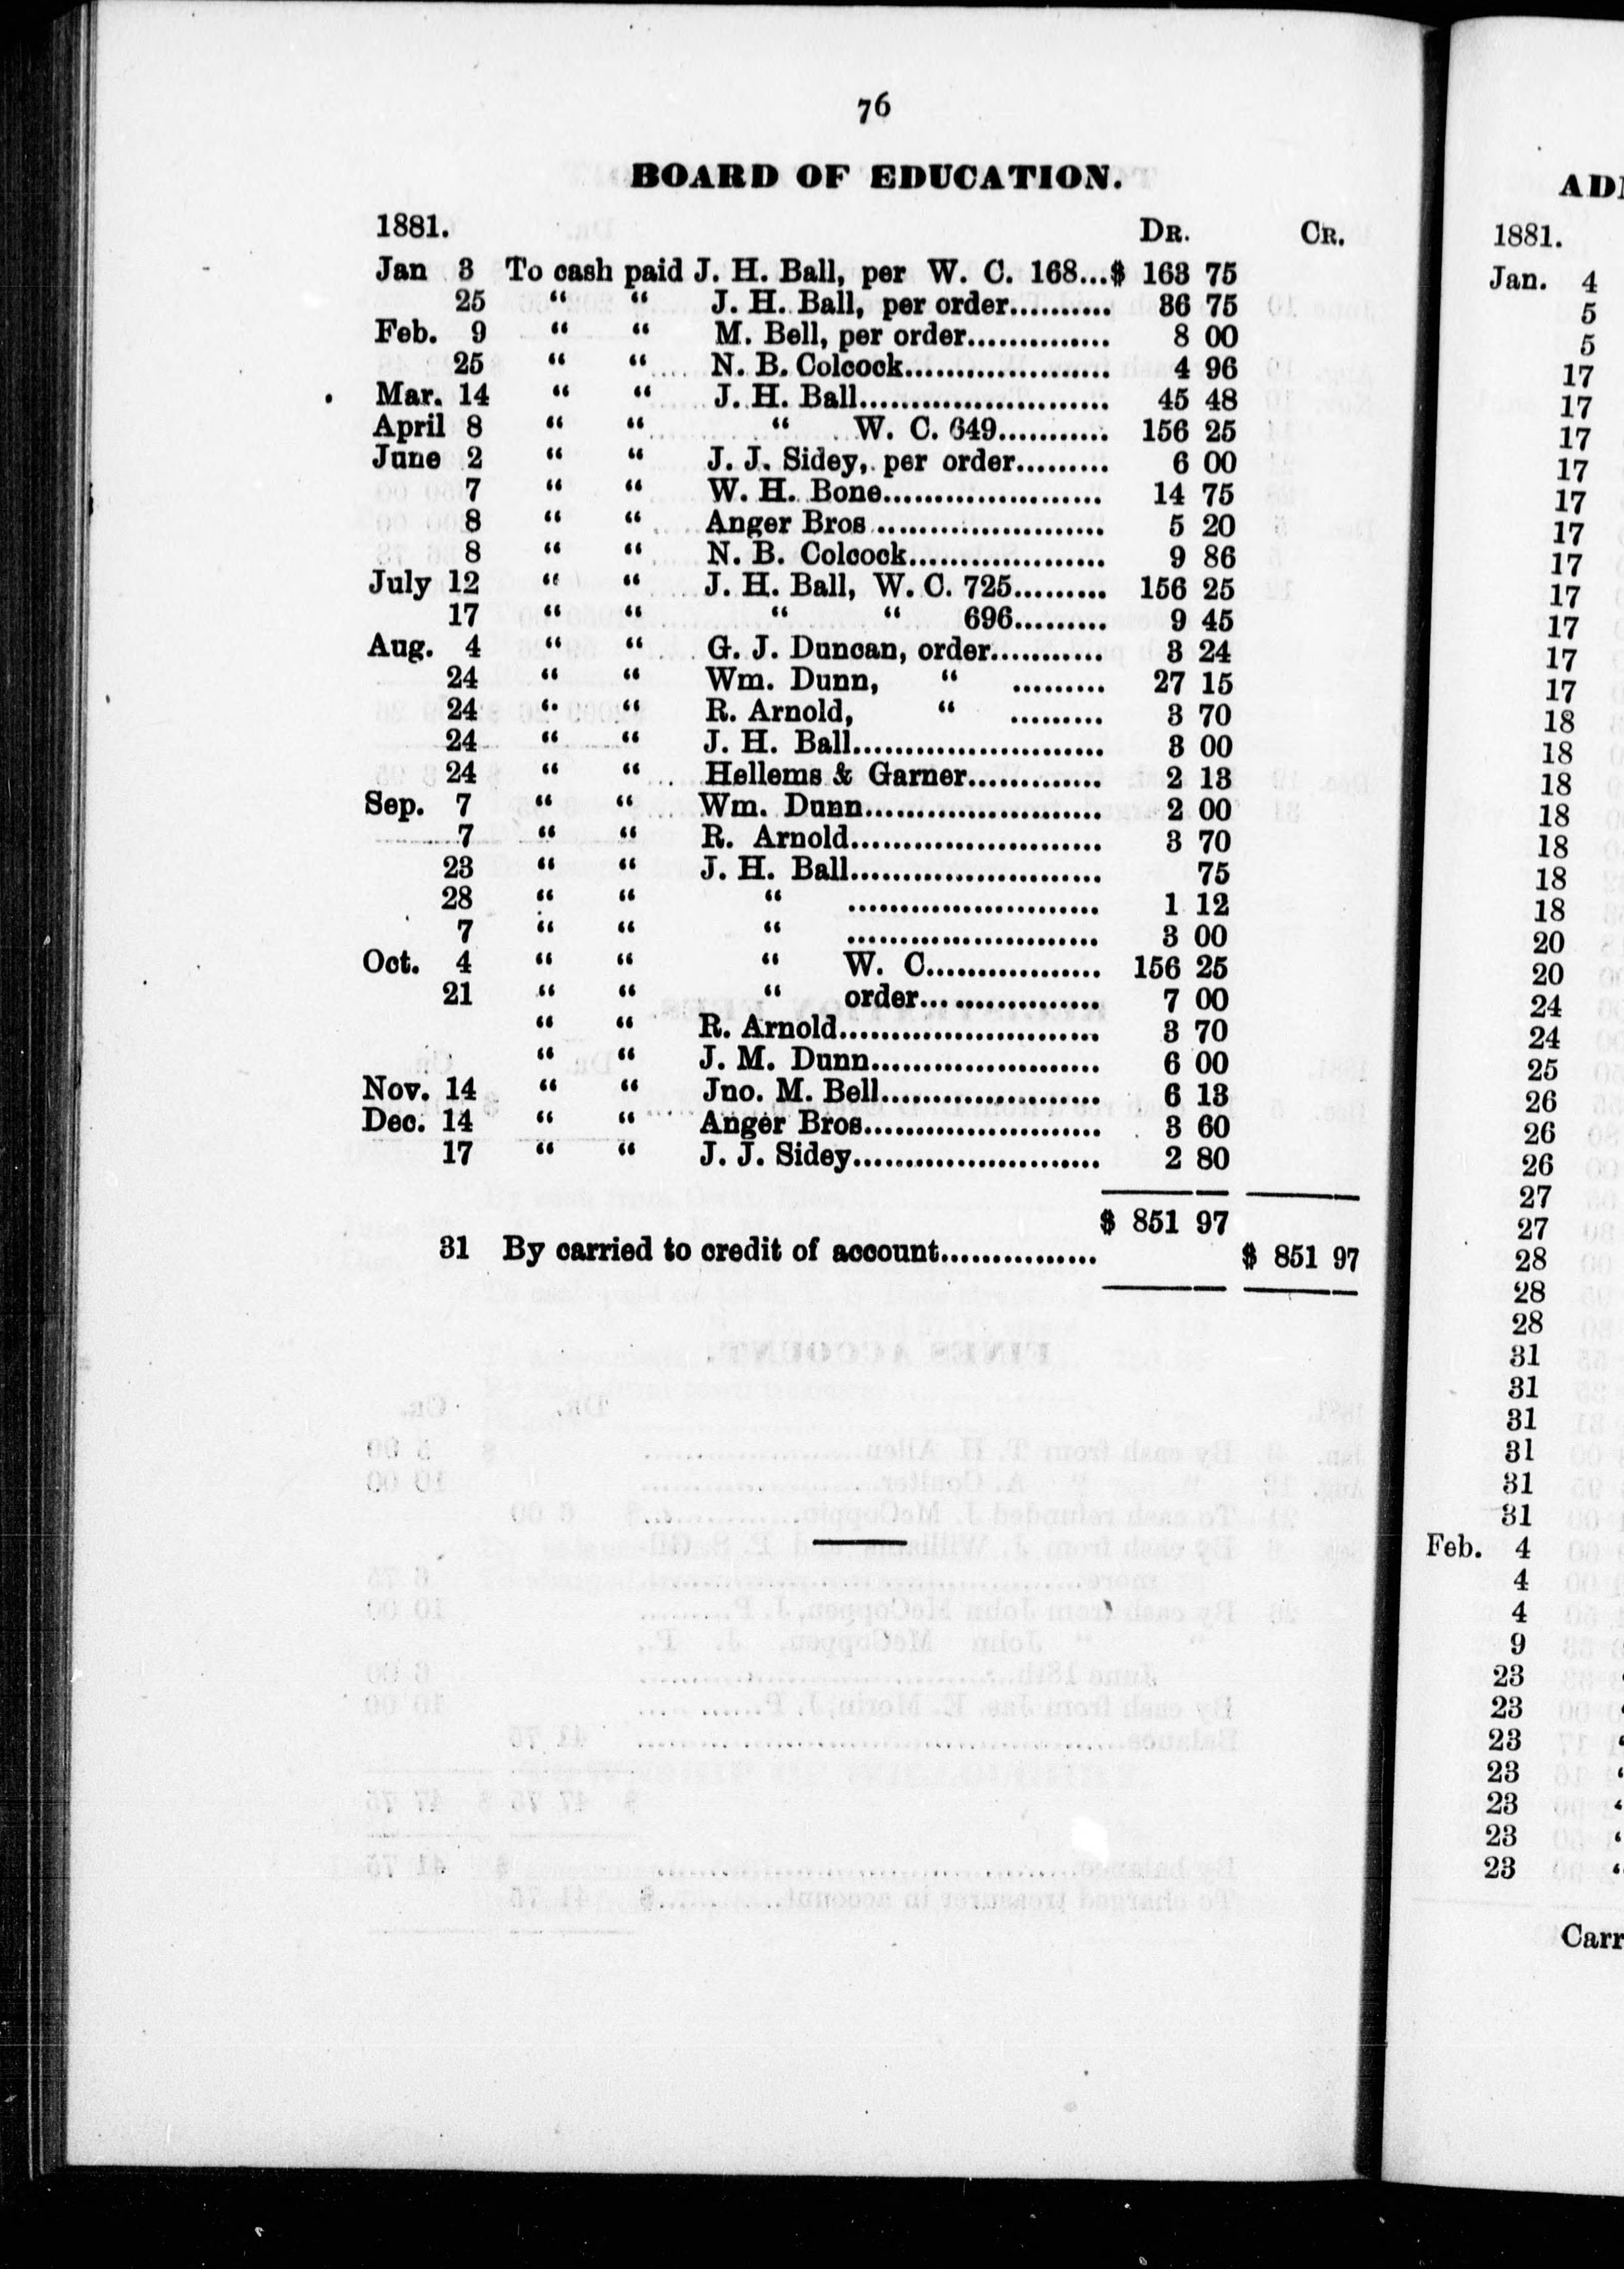 76
BOARD OF EDUCATION.
1881. DR. CR.
Jan 3 To cash paid J. H. Ball, per W. C. 168...$ 163 75
25 “ “ J. H. Ball, per order.......... 36 75
Feb. 9 “ “ M. Bell, per order.............. 8 00
25 “ “ N. B. Colcock.................... 4 96
Mar. 14 “ “ J. H. Ball......................... 45 48
April 8 “ “ “ W. C. 649........... 156 25
June 2 “ “ J. J. Sidey, per order......... 6 00
7 “ “ W. H. Bone...................... 14 75
8 “ “ Anger Bros ....................... 5 20
8 “ “ N. B. Colcock.................... 9 86
July 12 “ “ J. H. Ball, W. C. 725......... 156 25
17 “ “ “ “ 696......... 9 45
Aug. 4 “ “ G. J. Duncan, order........... 3 24
24 “ “ Wm. Dunn, “ ......... 27 15
24 “ “ R. Arnold, “ ......... 3 70
24 “ “ J. H. Ball......................... 3 00
24 “ “ Hellems & Garner............. 2 13
Sep. 7 “ “ Wm. Dunn....................... 2 00
7 “ “ R. Arnold......................... 3 70
23 “ “ J. H. Ball......................... 75
28 “ “ “ ......................... 1 12
7 “ “ “ ......................... 3 00
Oct. 4 “ “ “ W. C................. 156 25
21 “ “ “ order... ............... 7 00
“ “ R. Arnold.......................... 3 70
“ “ J. M. Dunn....................... 6 00
Nov. 14 “ “ Jno. M. Bell...................... 6 13
Dec. 14 “ “ Anger Bros........................ 3 60
17 “ “ J. J. Sidey......................... 2 80
$ 851 97
31 By carried to credit of account............... $ 851 97
1881.
Jan. 4
5
5
17
17
17
17
17
17
17
17
17
17
17
18
18
18
18
18
18
18
20
20
24
24
25
26
26
26
27
27
28
28
28
31
31
31
31
31
31
Feb. 4
4
4
9
23
23
23
23
23
23
23